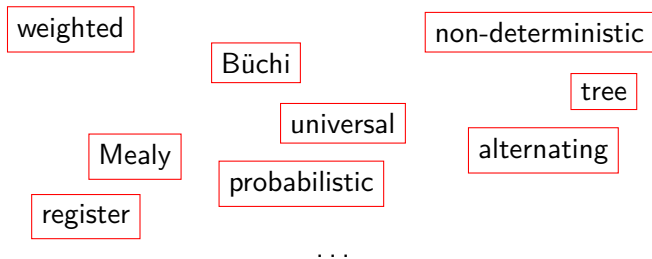 weighted
non-deterministic
Büchi
tree
universal
alternating
Mealy
probabilistic
register
...